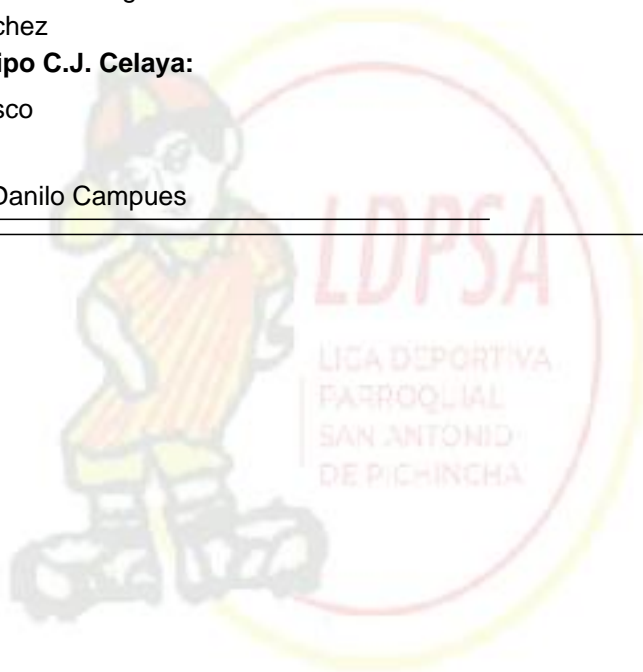 chez
ipo C.J. Celaya:
sco
Danilo Campues
LDPSA
LIGA DEPORTIVA
PARROQUIAL
SAN ANTONIO
DE PICHINCHA